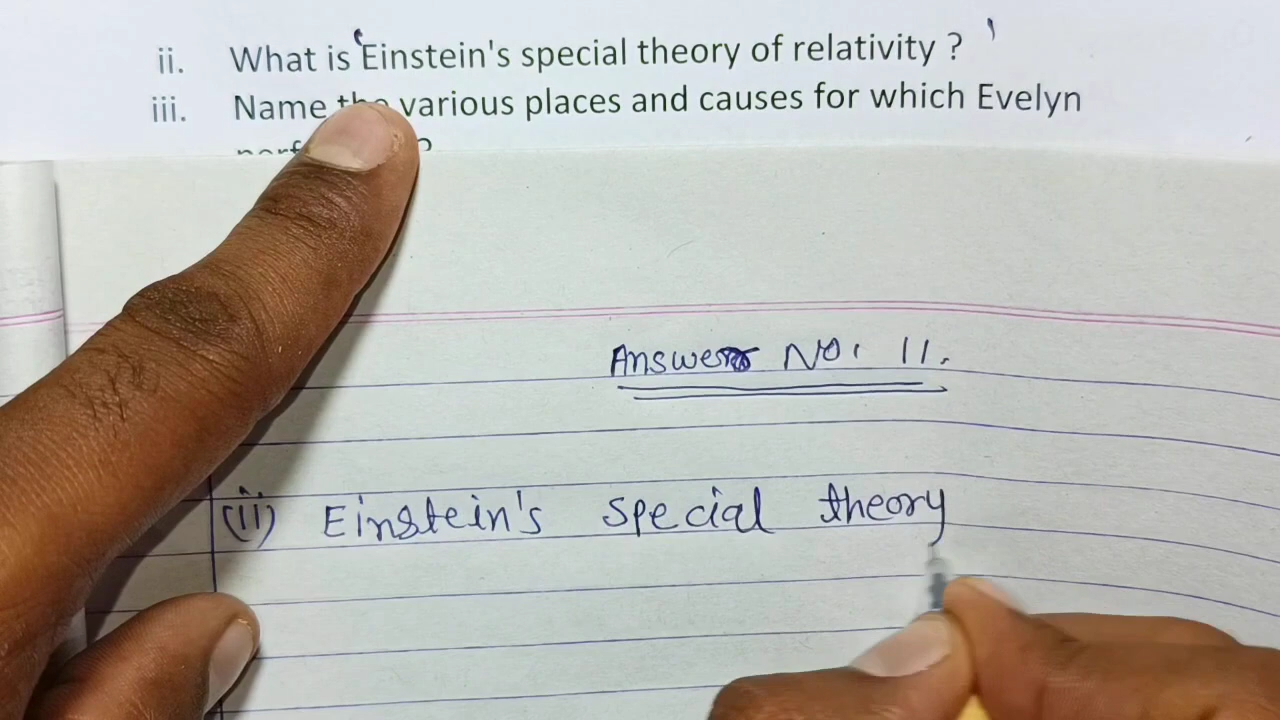 ii. What is 'Einstein's special theory of relativity ? '
iii. Name the various places and causes for which Evelyn
Answer No. 11.
(ii) Einstein's special theory